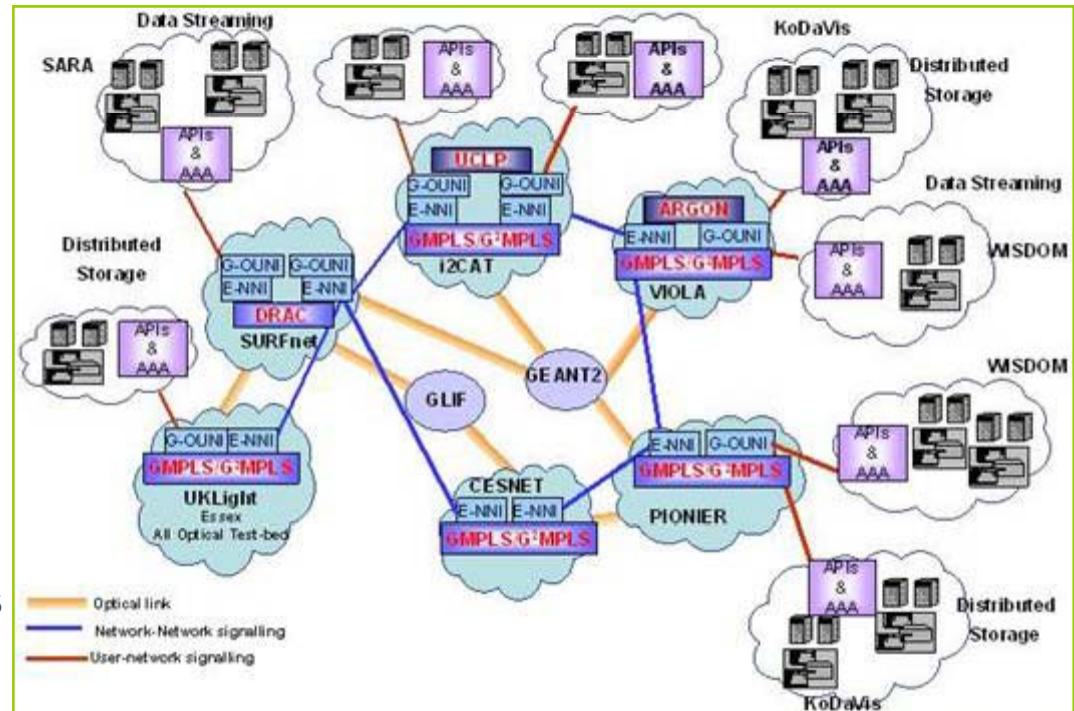 Data Streaming
SARA
APIs
&
AAA
APIs
&
AAA
APIs
&
AAA
KoDaVis
Distributed
Storage
APIs
&
AAA
UCLP
G-OUNI G-OUNI
E-NNI E-NNI
GMPLS/G²MPLS
i2CAT
ARGON
E-NNI G-OUNI
GMPLS/G²MPLS
VIOLA
Data Streaming
WISDOM
APIs
&
AAA
Distributed
Storage
APIs
&
AAA
G-OUNI G-OUNI
E-NNI E-NNI
DRAC
SURFnet
GEANT2
GLIF
WISDOM
APIs
&
AAA
G-OUNI E-NNI
GMPLS/G²MPLS
UKLight
Essex
All Optical Test-bed
CESNET
E-NNI E-NNI
GMPLS/G²MPLS
E-NNI G-OUNI
GMPLS/G²MPLS
PIONIER
APIs
&
AAA
Distributed
Storage
KoDaVis
Optical link
Network-Network signalling
User-network signalling